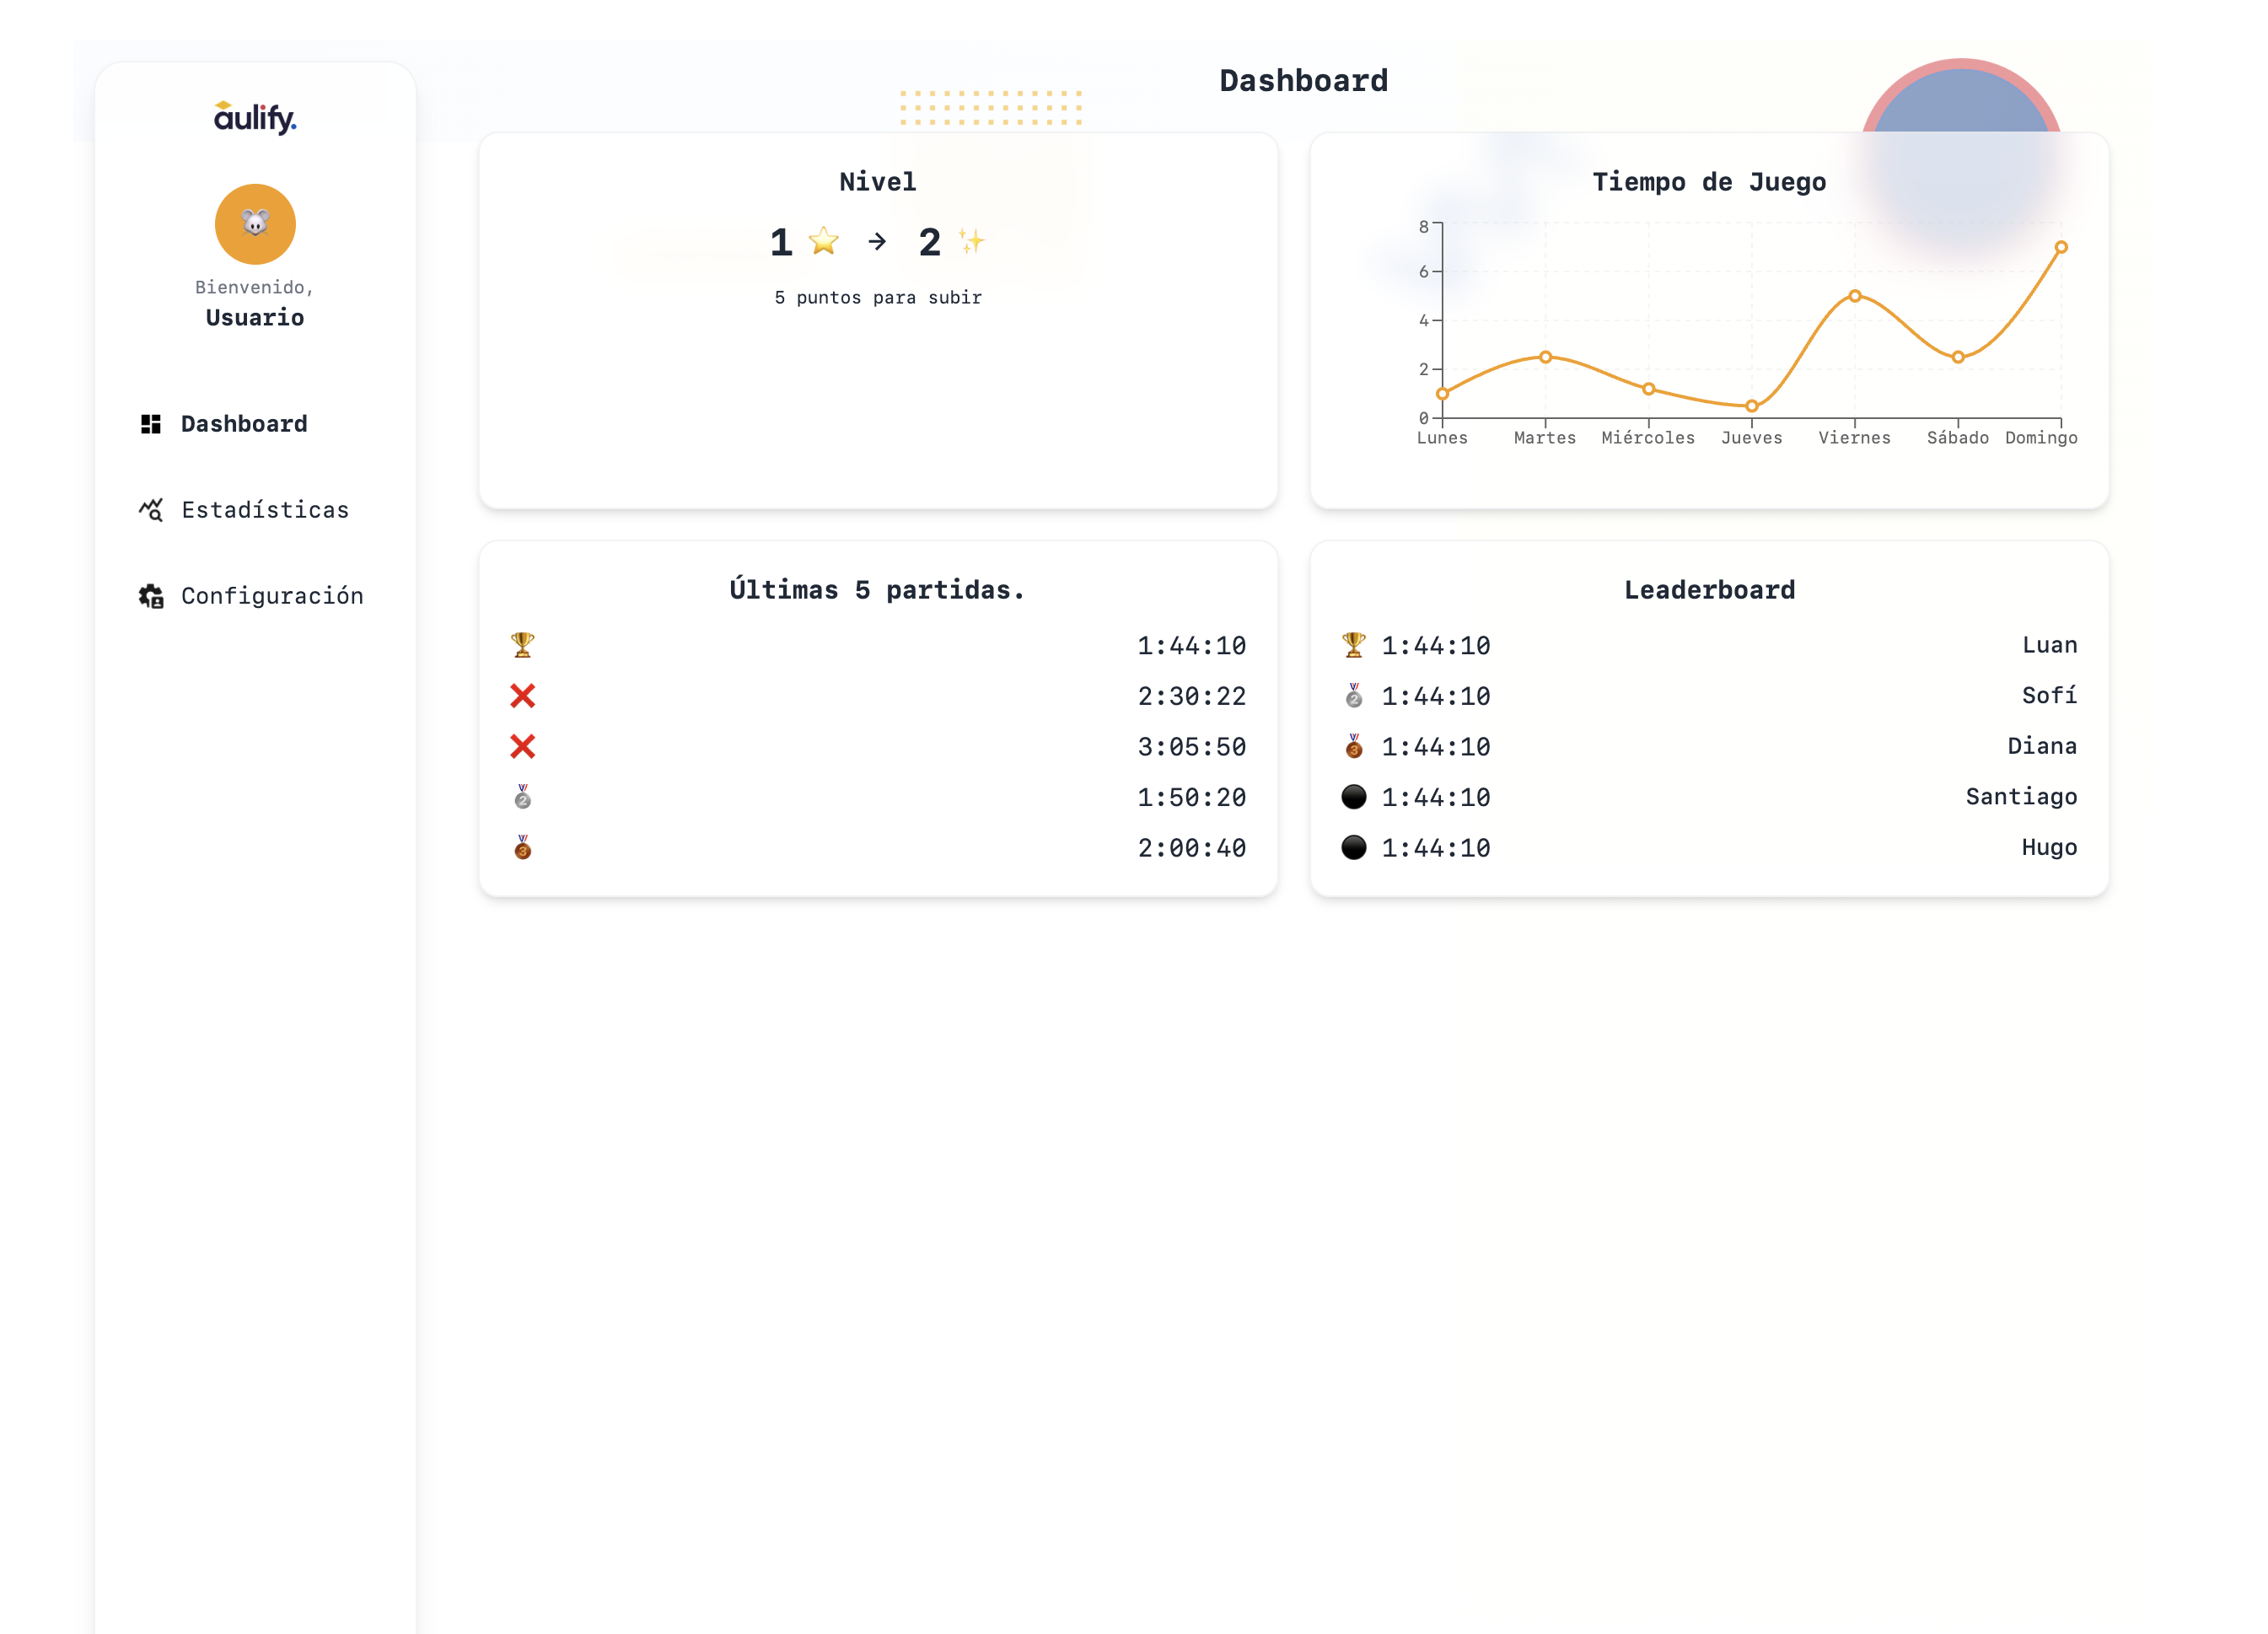 aulify.
Bienvenido,
Usuario
Dashboard
Estadísticas
Configuración
Dashboard
Nivel
1 ⭐ → 2 ✨
5 puntos para subir
Tiempo de Juego
8
6
4
2
0
Lunes Martes Miércoles Jueves Viernes Sábado Domingo
Últimas 5 partidas.
🏆 1:44:10
❌ 2:30:22
❌ 3:05:50
🥈 1:50:20
🥉 2:00:40
Leaderboard
🏆 1:44:10 Luan
🥈 1:44:10 Sofí
🥉 1:44:10 Diana
⚫ 1:44:10 Santiago
⚫ 1:44:10 Hugo